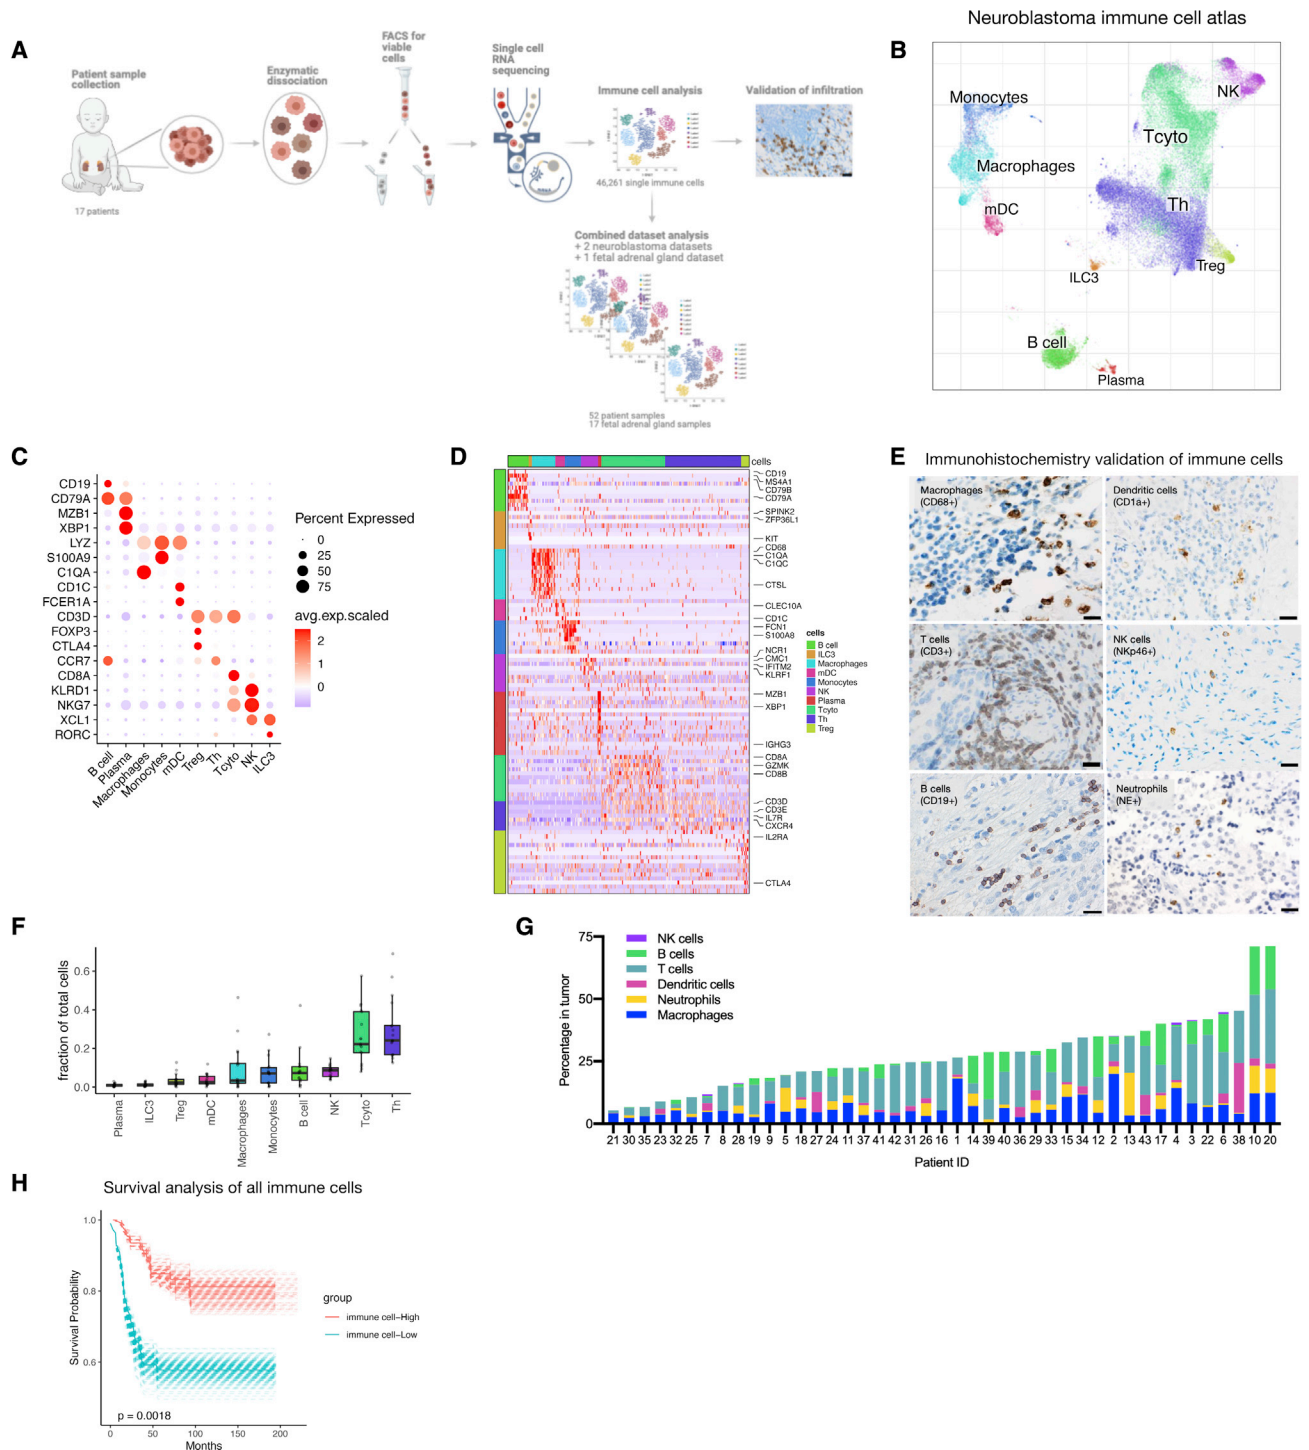 A
Patient sample
collection
17 patients
Enzymatic
dissociation
FACS for
viable
cells
Single cell
RNA
sequencing
Immune cell analysis
46,261 single immune cells
Validation of infiltration
Combined dataset analysis
+ 2 neuroblastoma datasets
+ 1 fetal adrenal gland dataset
52 patient samples
17 fetal adrenal gland samples
Neuroblastoma immune cell atlas
B
Monocytes
NK
Tcyto
Macrophages
Th
mDC
Treg
ILC3
B cell
Plasma
C
CD19
CD79A
MZB1
XBP1
LYZ
S100A9
C1QA
CD1C
FCER1A
CD3D
FOXP3
CTLA4
CCR7
CD8A
KLRD1
NKG7
XCL1
RORC
B cell
Plasma
Macrophages
Monocytes
mDC
Treg
Th
Tcyto
NK
ILC3
Percent Expressed
0
25
50
75
avg.exp.scaled
2
1
0
D
cells
CD19
MS4A1
CD79B
CD79A
SPINK2
ZFP36L1
KIT
CD68
C1QA
C1QC
CTSL
CLEC10A
CD1C
FCN1
S100A8
NCR1
CMC1
IFITM2
KLRF1
MZB1
XBP1
IGHG3
CD8A
GZMK
CD8B
CD3D
CD3E
IL7R
CXCR4
IL2RA
CTLA4
cells
B cell
ILC3
Macrophages
mDC
Monocytes
NK
Plasma
Tcyto
Th
Treg
E
Immunohistochemistry validation of immune cells
Macrophages
(CD68+)
Dendritic cells
(CD1a+)
T cells
(CD3+)
NK cells
(NKp46+)
B cells
(CD19+)
Neutrophils
(NE+)
F
fraction of total cells
0.6
0.4
0.2
0.0
Plasma
ILC3
Treg
mDC
Macrophages
Monocytes
B cell
NK
Tcyto
Th
G
Percentage in tumor
75
50
25
0
NK cells
B cells
T cells
Dendritic cells
Neutrophils
Macrophages
21 30 35 23 32 25 7 8 28 19 9 5 18 27 24 11 37 41 42 31 26 16 1 14 39 40 36 29 33 15 34 12 2 13 43 17 4 3 22 6 38 10 20
Patient ID
H
Survival analysis of all immune cells
Survival Probability
1.0
0.8
0.6
p = 0.0018
0 50 100 150 200
Months
group
immune cell-High
immune cell-Low